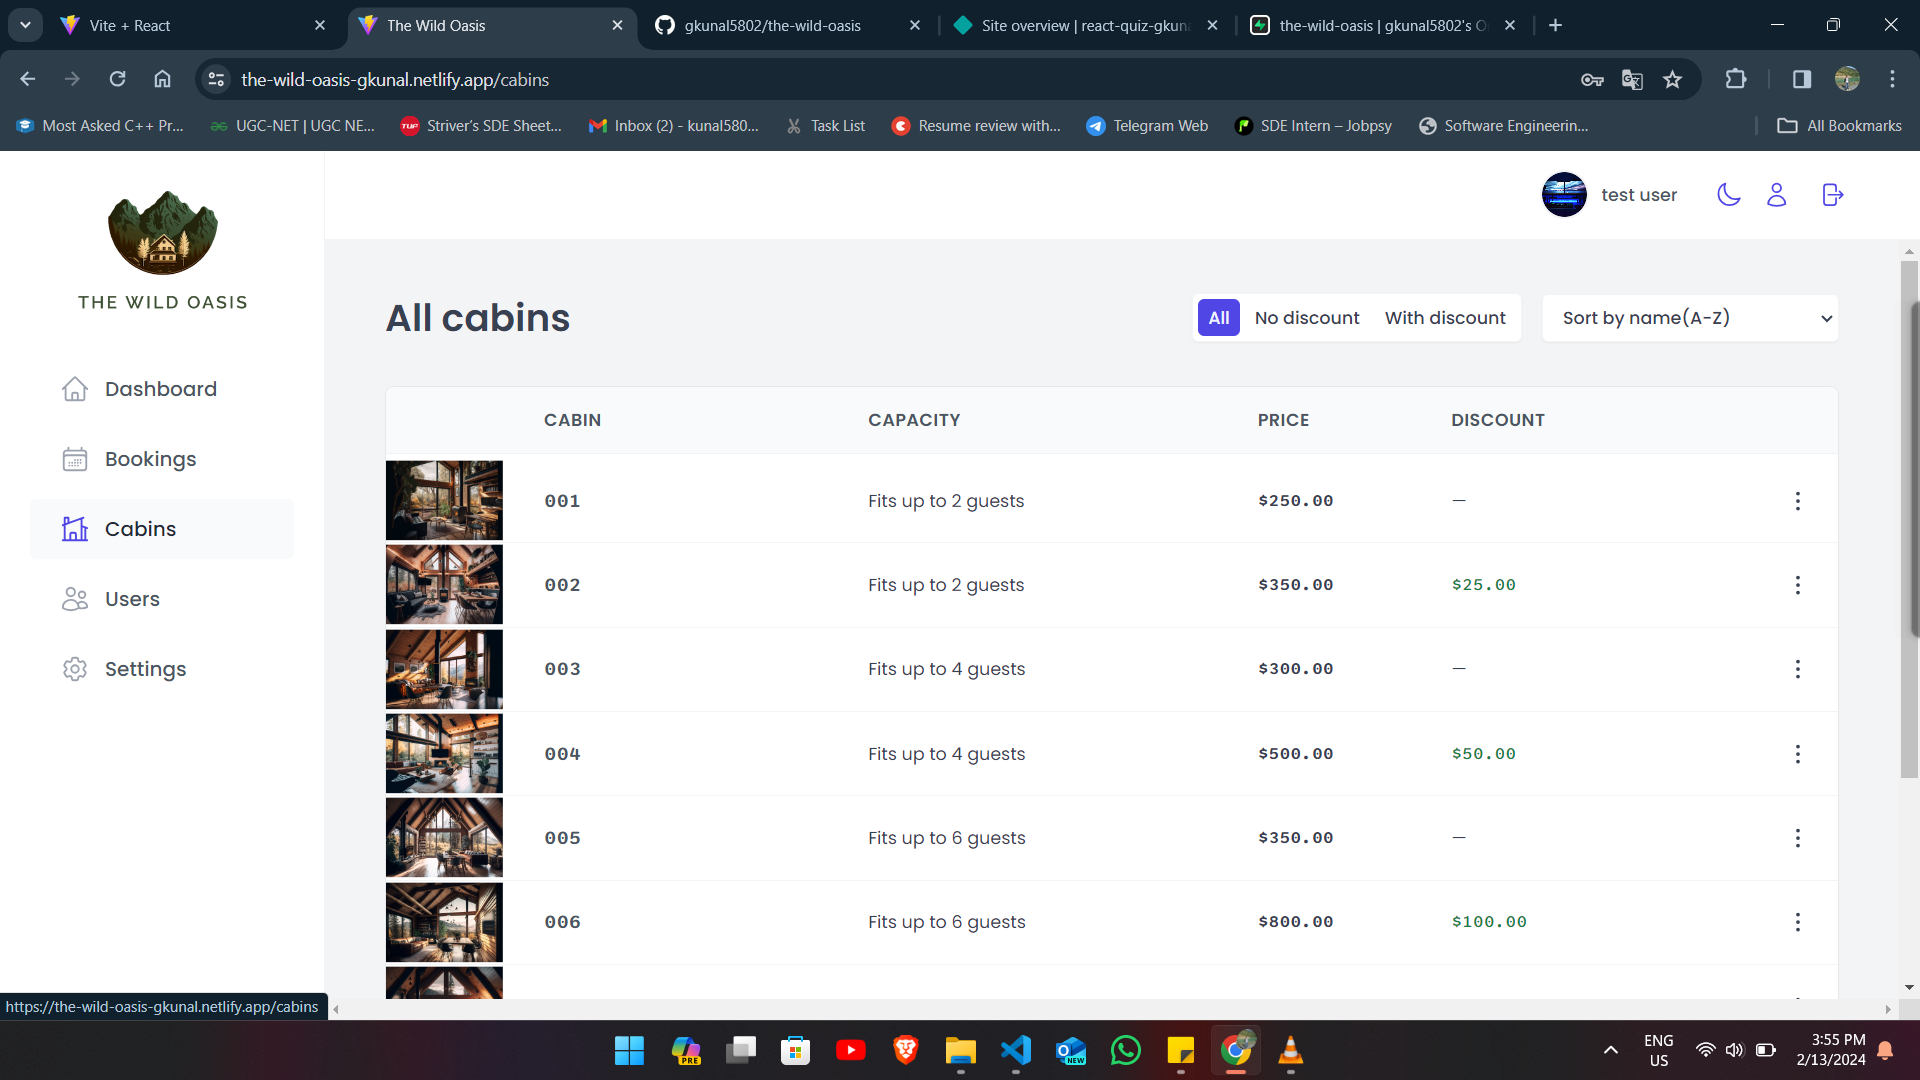 Vite + React
The Wild Oasis
gkunal5802/the-wild-oasis
Site overview | react-quiz-gkun
the-wild-oasis | gkunal5802's O
the-wild-oasis-gkunal.netlify.app/cabins
Most Asked C++ Pr...
UGC-NET | UGC NE...
Striver's SDE Sheet...
Inbox (2) - kunal580...
Task List
Resume review with...
Telegram Web
SDE Intern – Jobpsy
Software Engineerin...
All Bookmarks
THE WILD OASIS
test user
Dashboard
Bookings
Cabins
Users
Settings
All cabins
All No discount With discount
Sort by name(A-Z)
CABIN CAPACITY PRICE DISCOUNT
001 Fits up to 2 guests $250.00 —
002 Fits up to 2 guests $350.00 $25.00
003 Fits up to 4 guests $300.00 —
004 Fits up to 4 guests $500.00 $50.00
005 Fits up to 6 guests $350.00 —
006 Fits up to 6 guests $800.00 $100.00
https://the-wild-oasis-gkunal.netlify.app/cabins
PRE
NEW
ENG
US
3:55 PM
2/13/2024